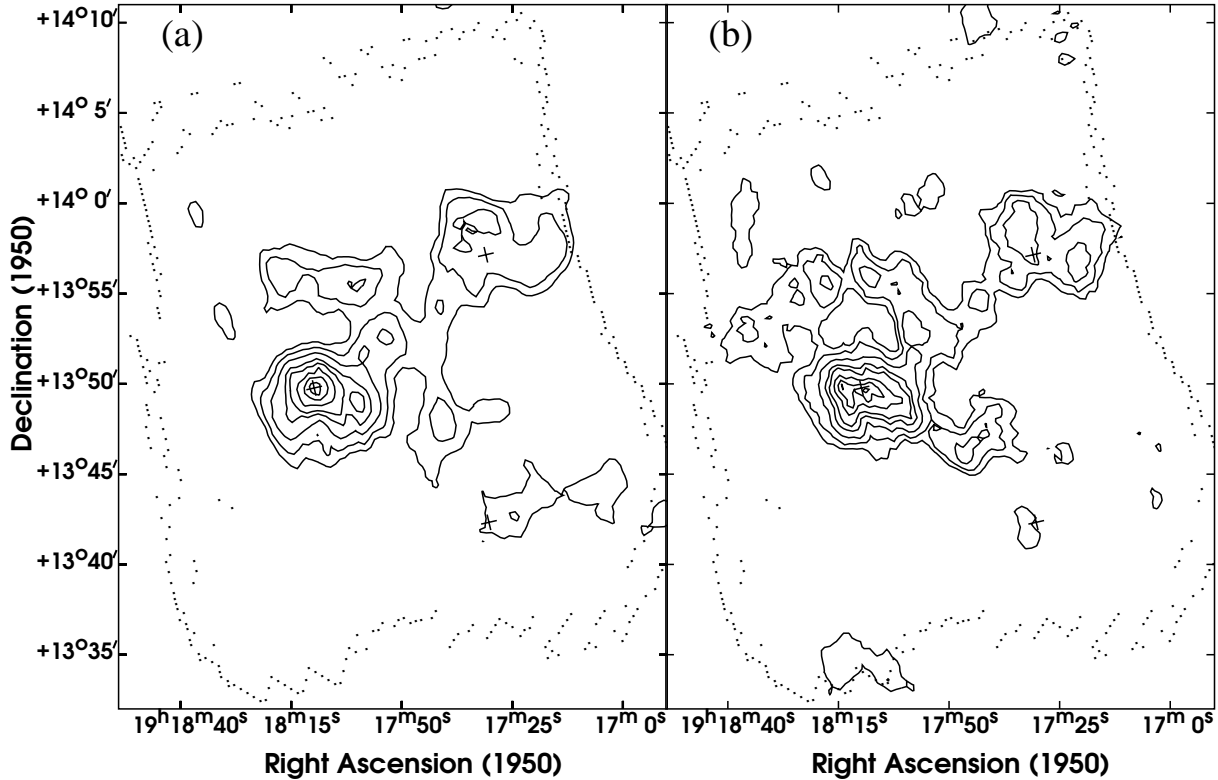 (a)
(b)
+14° 10′
+14° 5′
+14° 0′
+13° 55′
+13° 50′
+13° 45′
+13° 40′
+13° 35′
Declination (1950)
19ʰ18ᵐ40ˢ 18ᵐ15ˢ 17ᵐ50ˢ 17ᵐ25ˢ 17ᵐ 0ˢ
19ʰ18ᵐ40ˢ 18ᵐ15ˢ 17ᵐ50ˢ 17ᵐ25ˢ 17ᵐ 0ˢ
Right Ascension (1950)
Right Ascension (1950)